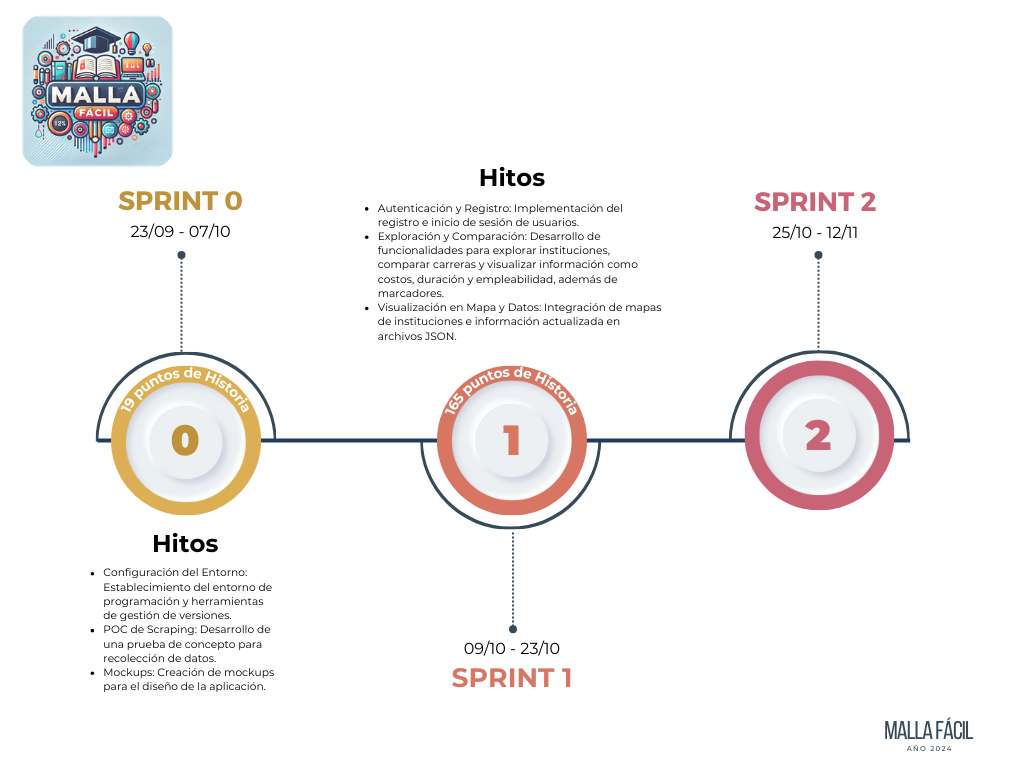 MALLA
FÁCIL
12%
SPRINT 0
23/09 - 07/10
19 puntos de Historia
0
Hitos
• Configuración del Entorno:
Establecimiento del entorno de
programación y herramientas
de gestión de versiones.
• POC de Scraping: Desarrollo de
una prueba de concepto para
recolección de datos.
• Mockups: Creación de mockups
para el diseño de la aplicación.
Hitos
• Autenticación y Registro: Implementación del
registro e inicio de sesión de usuarios.
• Exploración y Comparación: Desarrollo de
funcionalidades para explorar instituciones,
comparar carreras y visualizar información como
costos, duración y empleabilidad, además de
marcadores.
• Visualización en Mapa y Datos: Integración de mapas
de instituciones e información actualizada en
archivos JSON.
165 puntos de Historia
1
09/10 - 23/10
SPRINT 1
SPRINT 2
25/10 - 12/11
2
MALLA FÁCIL
AÑO 2024